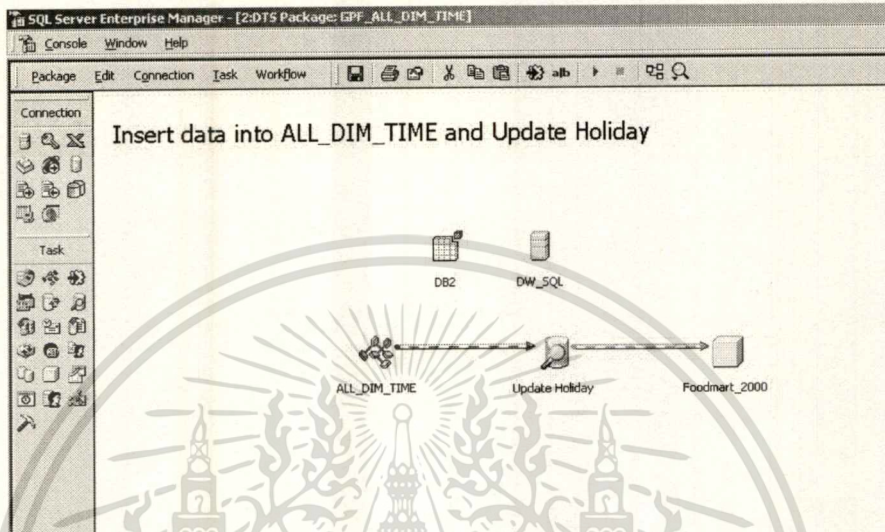 SQL Server Enterprise Manager - [2:DTS Package: GPF_ALL_DIM_TIME]
Console Window Help
Package Edit Connection Task Workflow
Connection
Insert data into ALL_DIM_TIME and Update Holiday
Task
DB2
DW_SQL
ALL_DIM_TIME
Update Holiday
Foodmart_2000